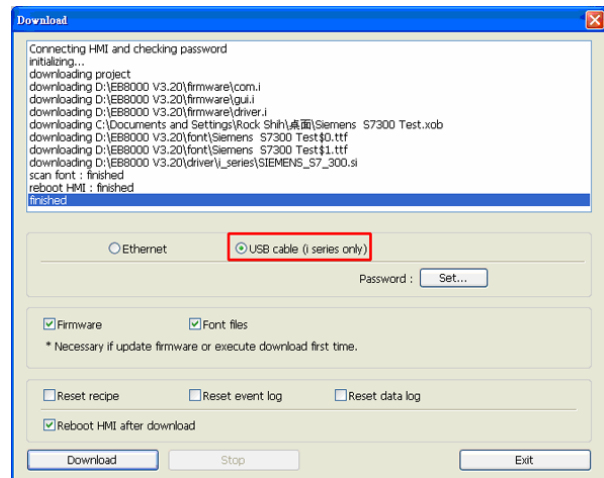 Download
Connecting HMI and checking password
initializing...
downloading project
downloading D:\EB8000 V3.20\firmware\com.i
downloading D:\EB8000 V3.20\firmware\gui.i
downloading D:\EB8000 V3.20\firmware\driver.i
downloading C:\Documents and Settings\Rock Shih\桌面\Siemens  S7300 Test.xob
downloading D:\EB8000 V3.20\font\Siemens  S7300 Test$0.ttf
downloading D:\EB8000 V3.20\font\Siemens  S7300 Test$1.ttf
downloading D:\EB8000 V3.20\driver\i_series\SIEMENS_S7_300.si
scan font : finished
reboot HMI : finished
finished
Ethernet USB cable (i series only)
Password : Set...
Firmware Font files
* Necessary if update firmware or execute download first time.
Reset recipe Reset event log Reset data log
Reboot HMI after download
Download Stop Exit